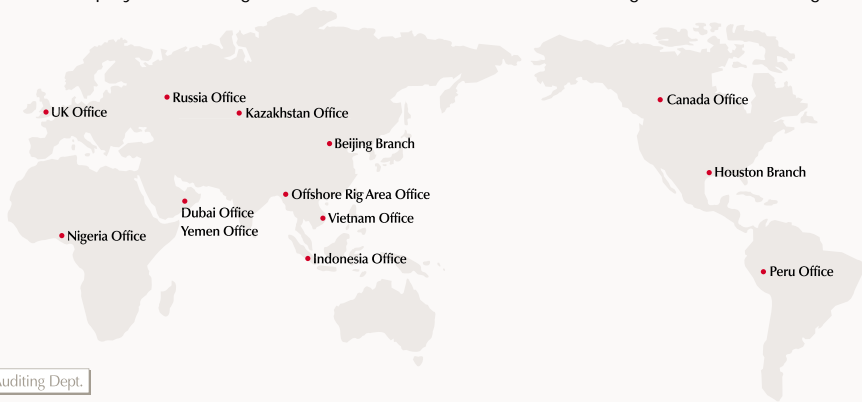 Russia Office
Canada Office
UK Office
Kazakhstan Office
Beijing Branch
Houston Branch
Offshore Rig Area Office
Dubai Office
Vietnam Office
Yemen Office
Nigeria Office
Indonesia Office
Peru Office
Auditing Dept.